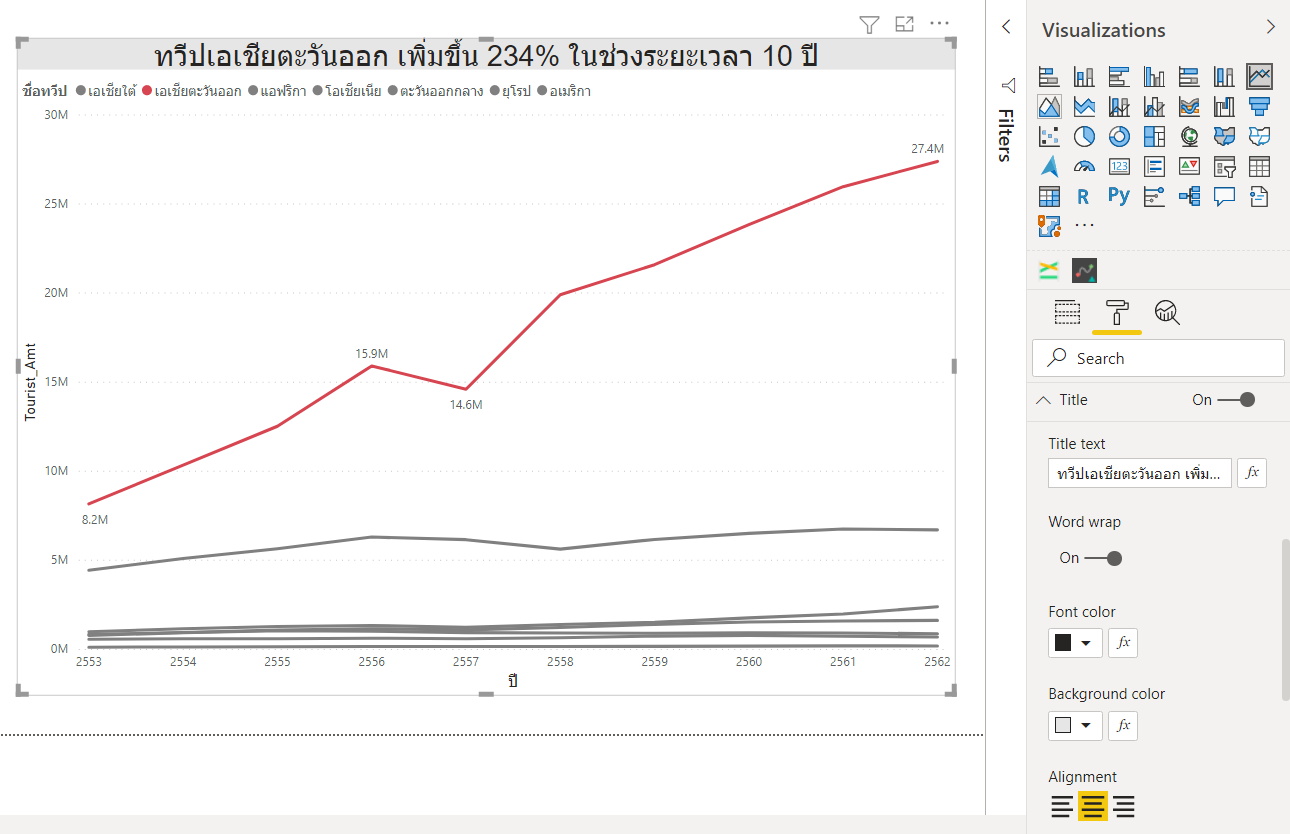 ทวีปเอเชียตะวันออก เพิ่มขึ้น 234% ในช่วงระยะเวลา 10 ปี
ชื่อทวีป เอเชียใต้ เอเชียตะวันออก แอฟริกา โอเชียเนีย ตะวันออกกลาง ยุโรป อเมริกา
30M
25M
20M
15M
10M
5M
0M
Tourist_Amt
27.4M
15.9M
14.6M
8.2M
2553 2554 2555 2556 2557 2558 2559 2560 2561 2562
ปี
Filters
Visualizations
123
R Py
...
Search
Title On
Title text
ทวีปเอเชียตะวันออก เพิ่ม...
fx
Word wrap
On
Font color
fx
Background color
fx
Alignment